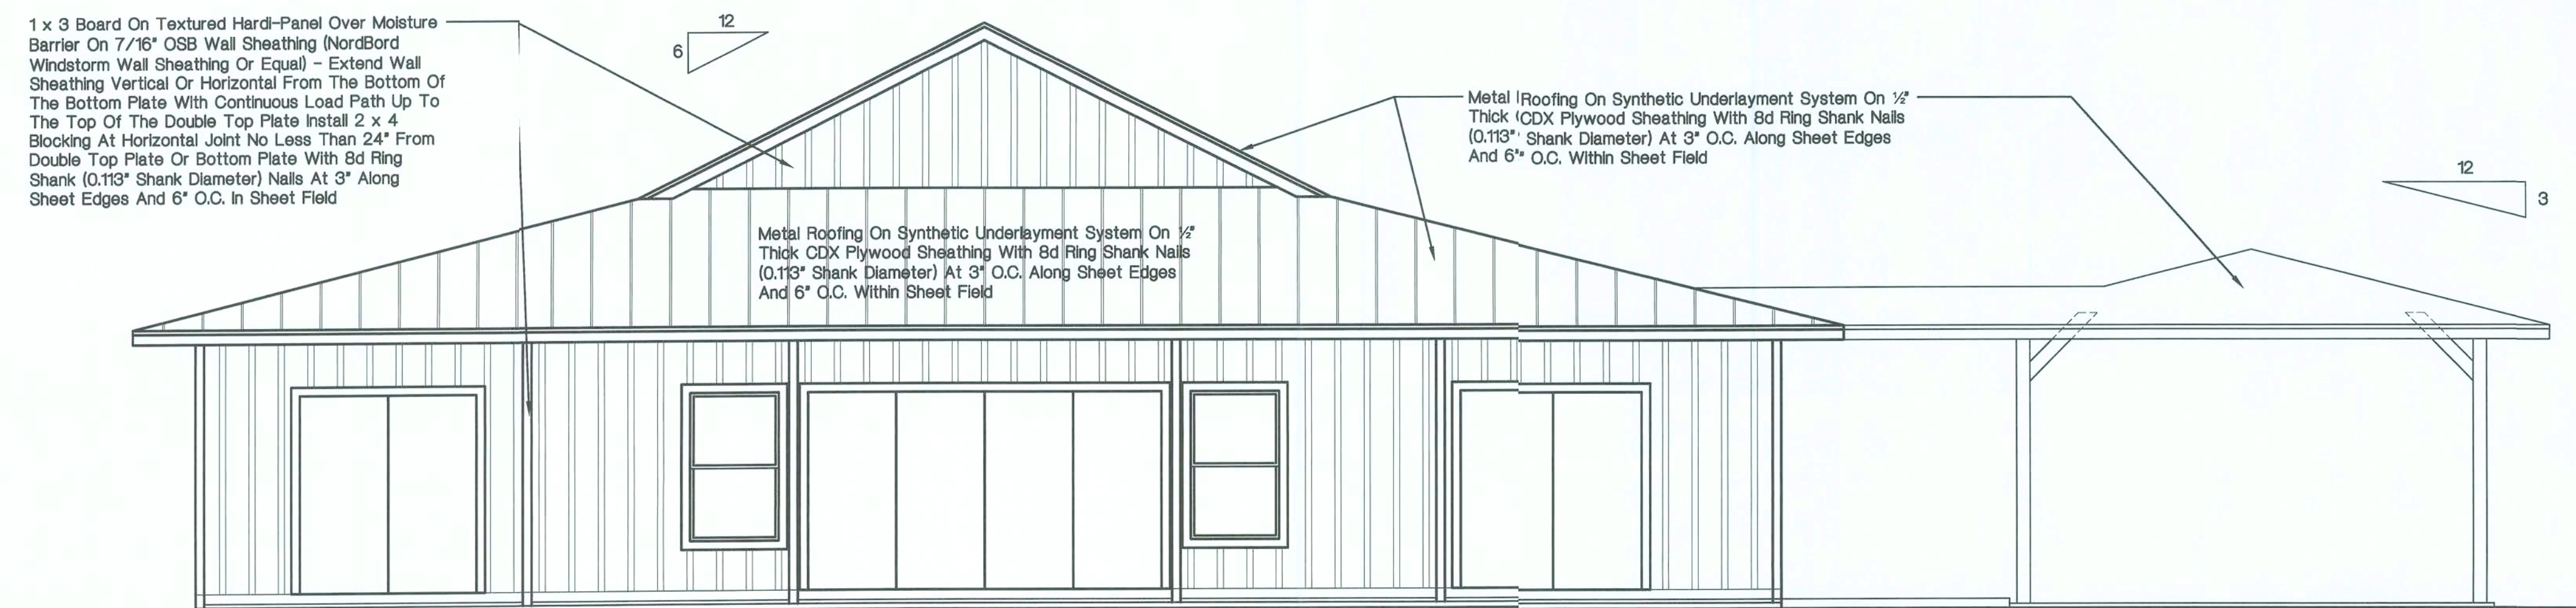 1 x 3 Board On Textured Hardi-Panel Over Moisture
Barrier On 7/16" OSB Wall Sheathing (NordBord
Windstorm Wall Sheathing Or Equal) - Extend Wall
Sheathing Vertical Or Horizontal From The Bottom Of
The Bottom Plate With Continuous Load Path Up To
The Top Of The Double Top Plate Install 2 x 4
Blocking At Horizontal Joint No Less Than 24" From
Double Top Plate Or Bottom Plate With 8d Ring
Shank (0.113" Shank Diameter) Nails At 3" Along
Sheet Edges And 6" O.C. In Sheet Field
12
6
Metal Roofing On Synthetic Underlayment System On ½"
Thick CDX Plywood Sheathing With 8d Ring Shank Nails
(0.113" Shank Diameter) At 3" O.C. Along Sheet Edges
And 6" O.C. Within Sheet Field
12
3
Metal Roofing On Synthetic Underlayment System On ½"
Thick CDX Plywood Sheathing With 8d Ring Shank Nails
(0.113" Shank Diameter) At 3" O.C. Along Sheet Edges
And 6" O.C. Within Sheet Field